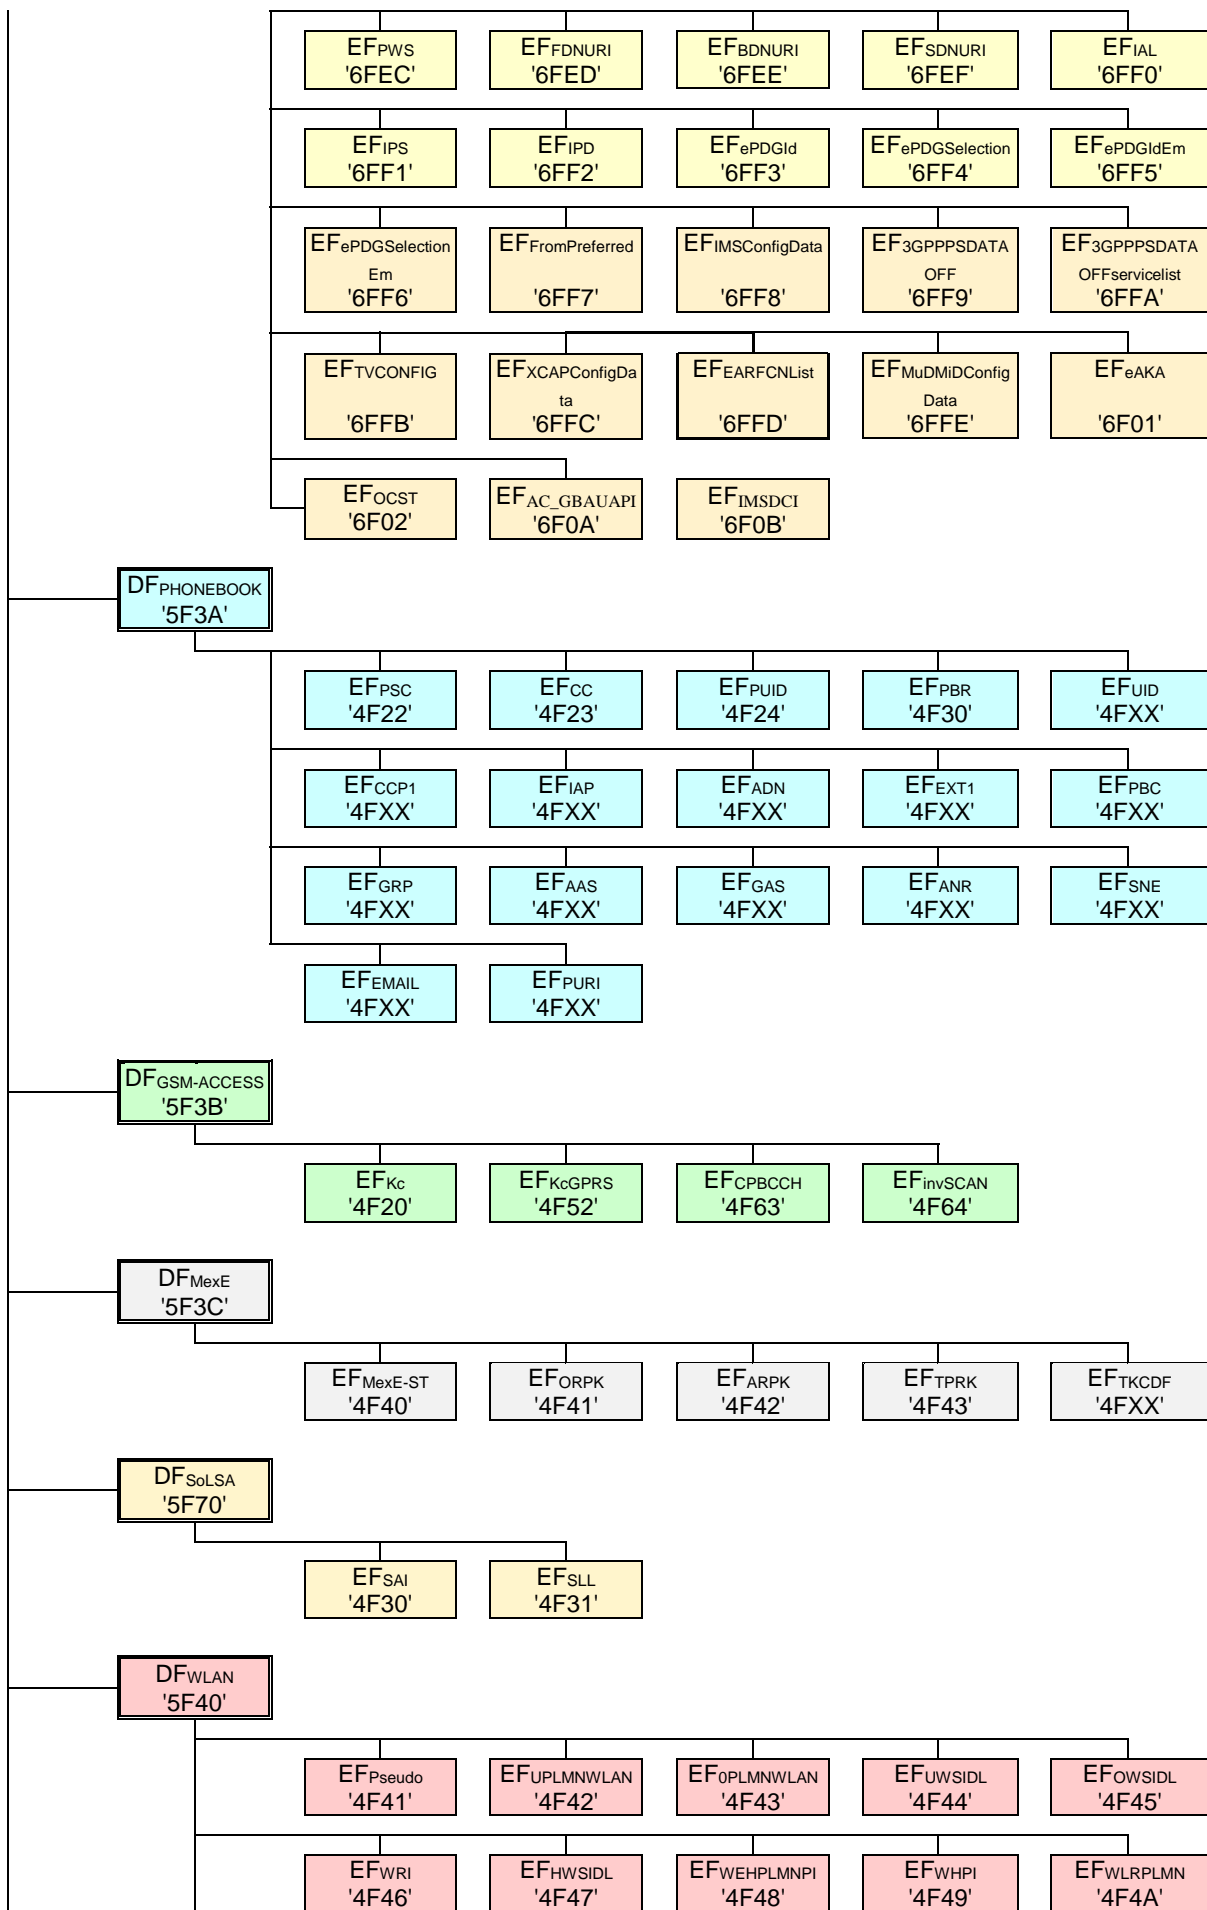 EFPWS
'6FEC'
EFFDNURI
'6FED'
EFBDNURI
'6FEE'
EFSDNURI
'6FEF'
EFIAL
'6FF0'
EFIPS
'6FF1'
EFIPD
'6FF2'
EFePDGId
'6FF3'
EFePDGSelection
'6FF4'
EFePDGIdEm
'6FF5'
EFePDGSelection
Em
'6FF6'
EFFromPreferred
'6FF7'
EFIMSConfigData
'6FF8'
EF3GPPPSDATA
OFF
'6FF9'
EF3GPPPSDATA
OFFservicelist
'6FFA'
EFTVCONFIG
'6FFB'
EFXCAPConfigDa
ta
'6FFC'
EFEARFCNList
'6FFD'
EFMuDMiDConfig
Data
'6FFE'
EFeAKA
'6F01'
EFOCST
'6F02'
EFAC_GBAUAPI
'6F0A'
EFIMSDCI
'6F0B'
DFPHONEBOOK
'5F3A'
EFPSC
'4F22'
EFCC
'4F23'
EFPUID
'4F24'
EFPBR
'4F30'
EFUID
'4FXX'
EFCCP1
'4FXX'
EFIAP
'4FXX'
EFADN
'4FXX'
EFEXT1
'4FXX'
EFPBC
'4FXX'
EFGRP
'4FXX'
EFAAS
'4FXX'
EFGAS
'4FXX'
EFANR
'4FXX'
EFSNE
'4FXX'
EFEMAIL
'4FXX'
EFPURI
'4FXX'
DFGSM-ACCESS
'5F3B'
EFKc
'4F20'
EFKcGPRS
'4F52'
EFCPBCCH
'4F63'
EFinvSCAN
'4F64'
DFMexE
'5F3C'
EFMexE-ST
'4F40'
EFORPK
'4F41'
EFARPK
'4F42'
EFTPRK
'4F43'
EFTKCDF
'4FXX'
DFSoLSA
'5F70'
EFSAI
'4F30'
EFSLL
'4F31'
DFWLAN
'5F40'
EFPseudo
'4F41'
EFUPLMNWLAN
'4F42'
EF0PLMNWLAN
'4F43'
EFUWSIDL
'4F44'
EFOWSIDL
'4F45'
EFWRI
'4F46'
EFHWSIDL
'4F47'
EFWEHPLMNPI
'4F48'
EFWHPI
'4F49'
EFWLRPLMN
'4F4A'